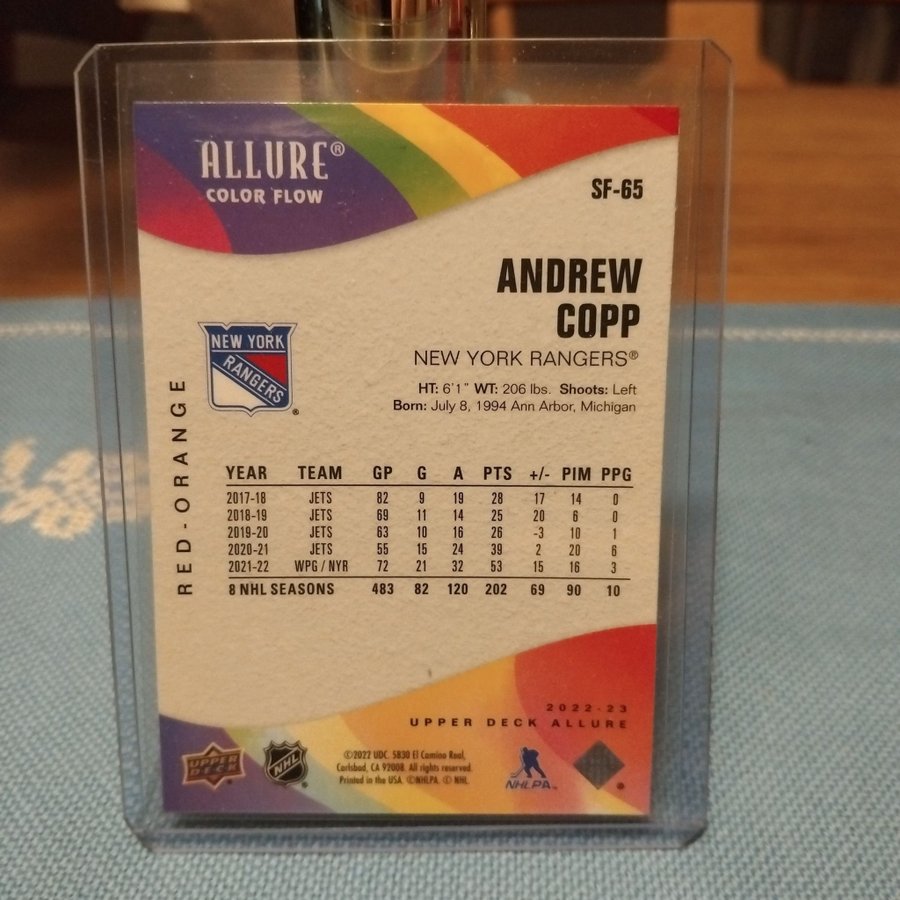 ALLURE®
COLOR FLOW
SF-65
ANDREW
COPP
NEW YORK RANGERS®
HT: 6'1" WT: 206 lbs. Shoots: Left
Born: July 8, 1994 Ann Arbor, Michigan
NEW YORK
RANGERS
®
RED-ORANGE
YEAR TEAM GP G A PTS +/- PIM PPG
2017-18 JETS 82 9 19 28 17 14 0
2018-19 JETS 69 11 14 25 20 6 0
2019-20 JETS 63 10 16 26 -3 10 1
2020-21 JETS 55 15 24 39 2 20 6
2021-22 WPG / NYR 72 21 32 53 15 16 3
8 NHL SEASONS 483 82 120 202 69 90 10
2022-23
UPPER DECK ALLURE
UPPER
DECK
NHL
©2022 UDC. 5830 El Camino Real,
Carlsbad, CA 92008. All rights reserved.
Printed in the USA. ©NHLPA. © NHL
NHLPA™